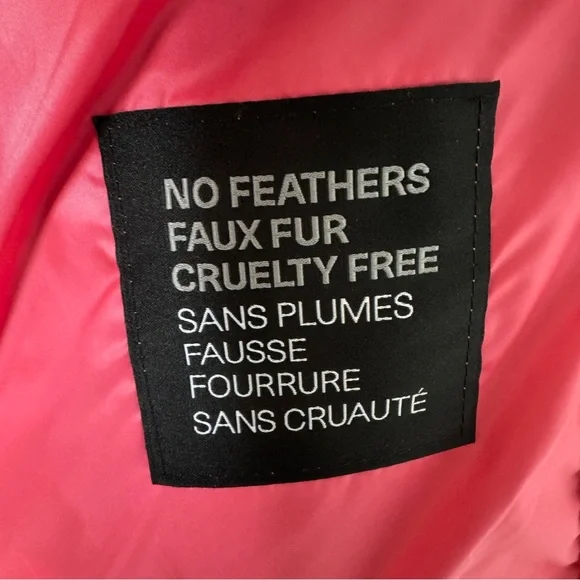 NO FEATHERS
FAUX FUR
CRUELTY FREE
SANS PLUMES
FAUSSE
FOURRURE
SANS CRUAUTÉ